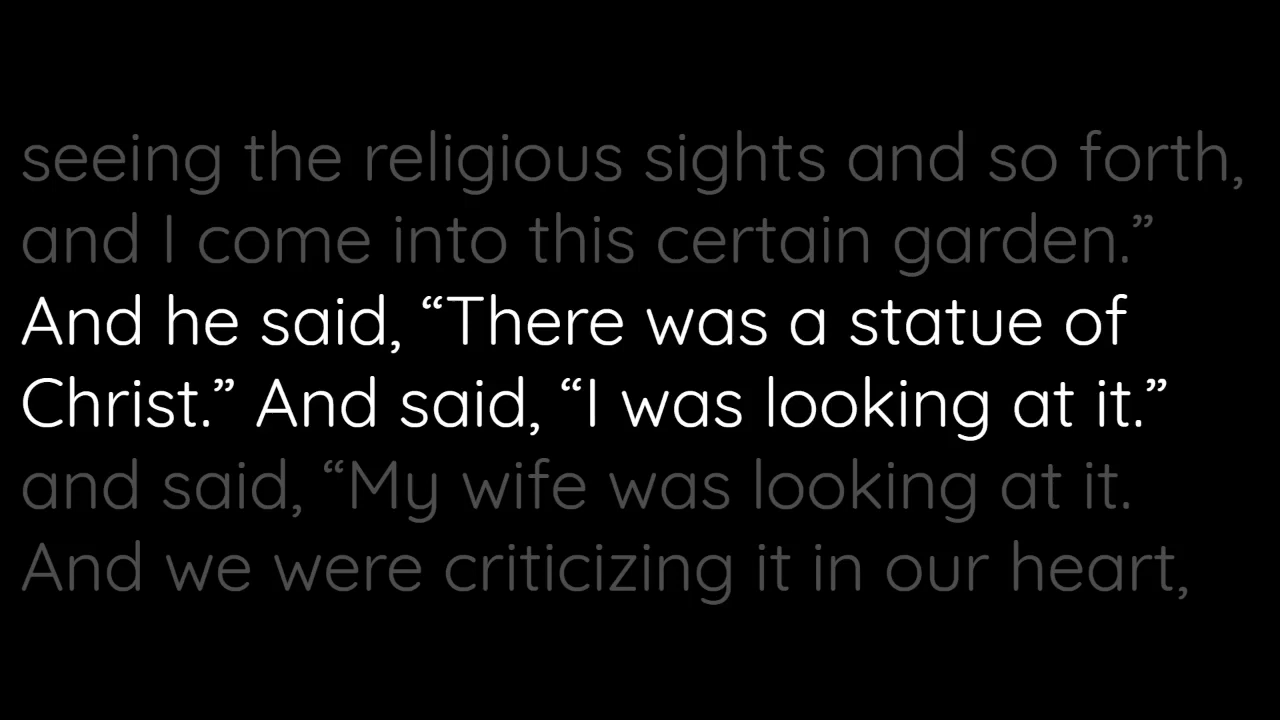 seeing the religious sights and so forth,
and I come into this certain garden.”
And he said, “There was a statue of
Christ.” And said, “I was looking at it.”
and said, “My wife was looking at it.
And we were criticizing it in our heart,